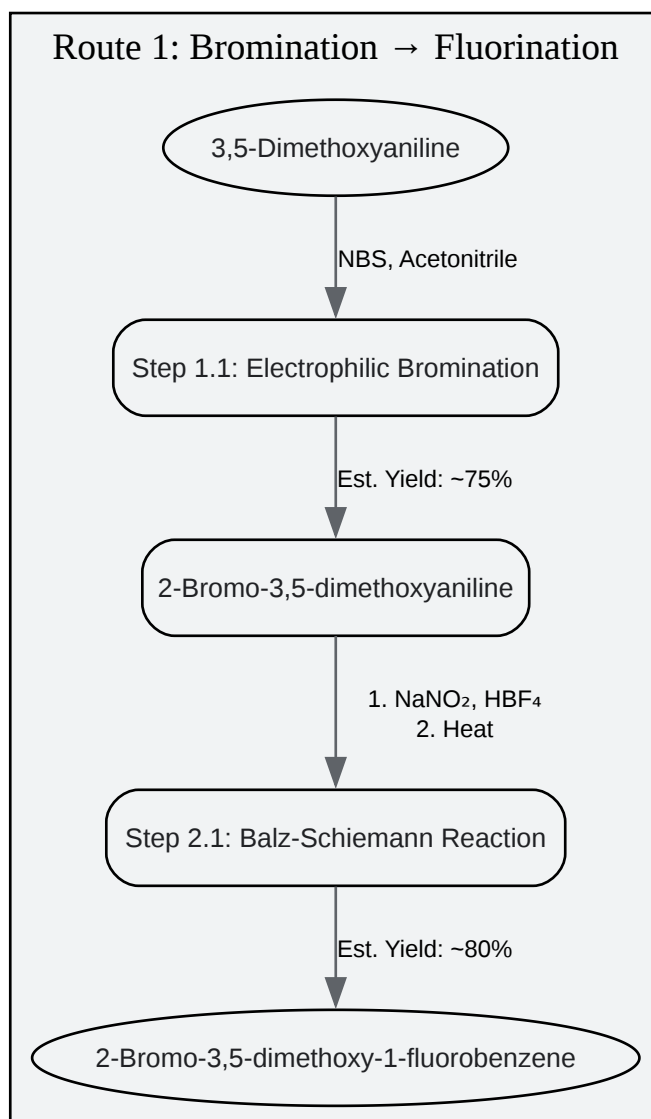 Route 1: Bromination → Fluorination
3,5-Dimethoxyaniline
NBS, Acetonitrile
Step 1.1: Electrophilic Bromination
Est. Yield: ~75%
2-Bromo-3,5-dimethoxyaniline
1. NaNO₂, HBF₄
2. Heat
Step 2.1: Balz-Schiemann Reaction
Est. Yield: ~80%
2-Bromo-3,5-dimethoxy-1-fluorobenzene